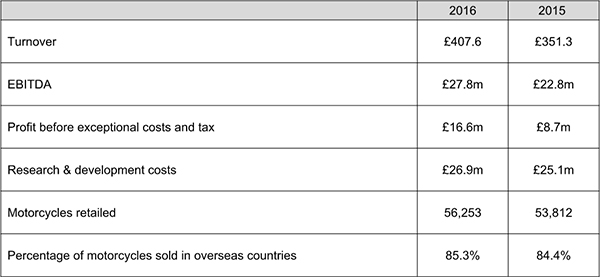 2016 2015
Turnover £407.6 £351.3
EBITDA £27.8m £22.8m
Profit before exceptional costs and tax £16.6m £8.7m
Research & development costs £26.9m £25.1m
Motorcycles retailed 56,253 53,812
Percentage of motorcycles sold in overseas countries 85.3% 84.4%